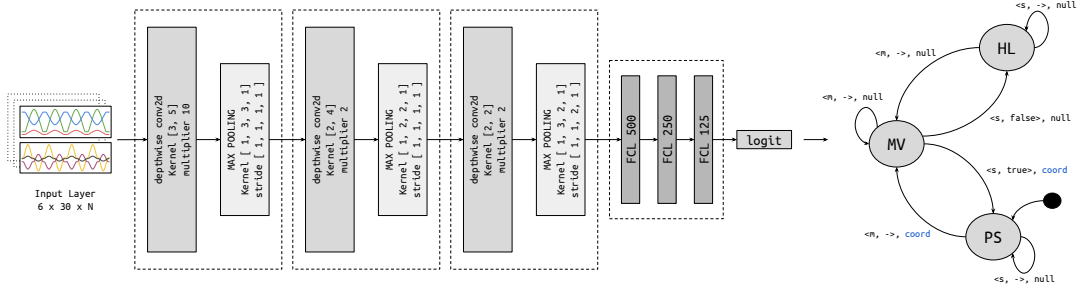 Input Layer
6 x 30 x N
depthwise conv2d
Kernel [3, 5]
multiplier 10
MAX POOLING
Kernel [ 1, 3, 3, 1]
stride [ 1, 1, 1, 1 ]
depthwise conv2d
Kernel [2, 4]
multiplier 2
MAX POOLING
Kernel [ 1, 2, 2, 1]
stride [ 1, 1, 1, 1 ]
depthwise conv2d
Kernel [2, 2]
multiplier 2
MAX POOLING
Kernel [ 1, 3, 2, 1]
stride [ 1, 1, 1, 1 ]
FCL 500
FCL 250
FCL 125
logit
<s, ->, null
HL
<m, ->, null
<m, ->, null
<s, false>, null
MV
<s, true>, coord
<m, ->, coord
PS
<s, ->, null